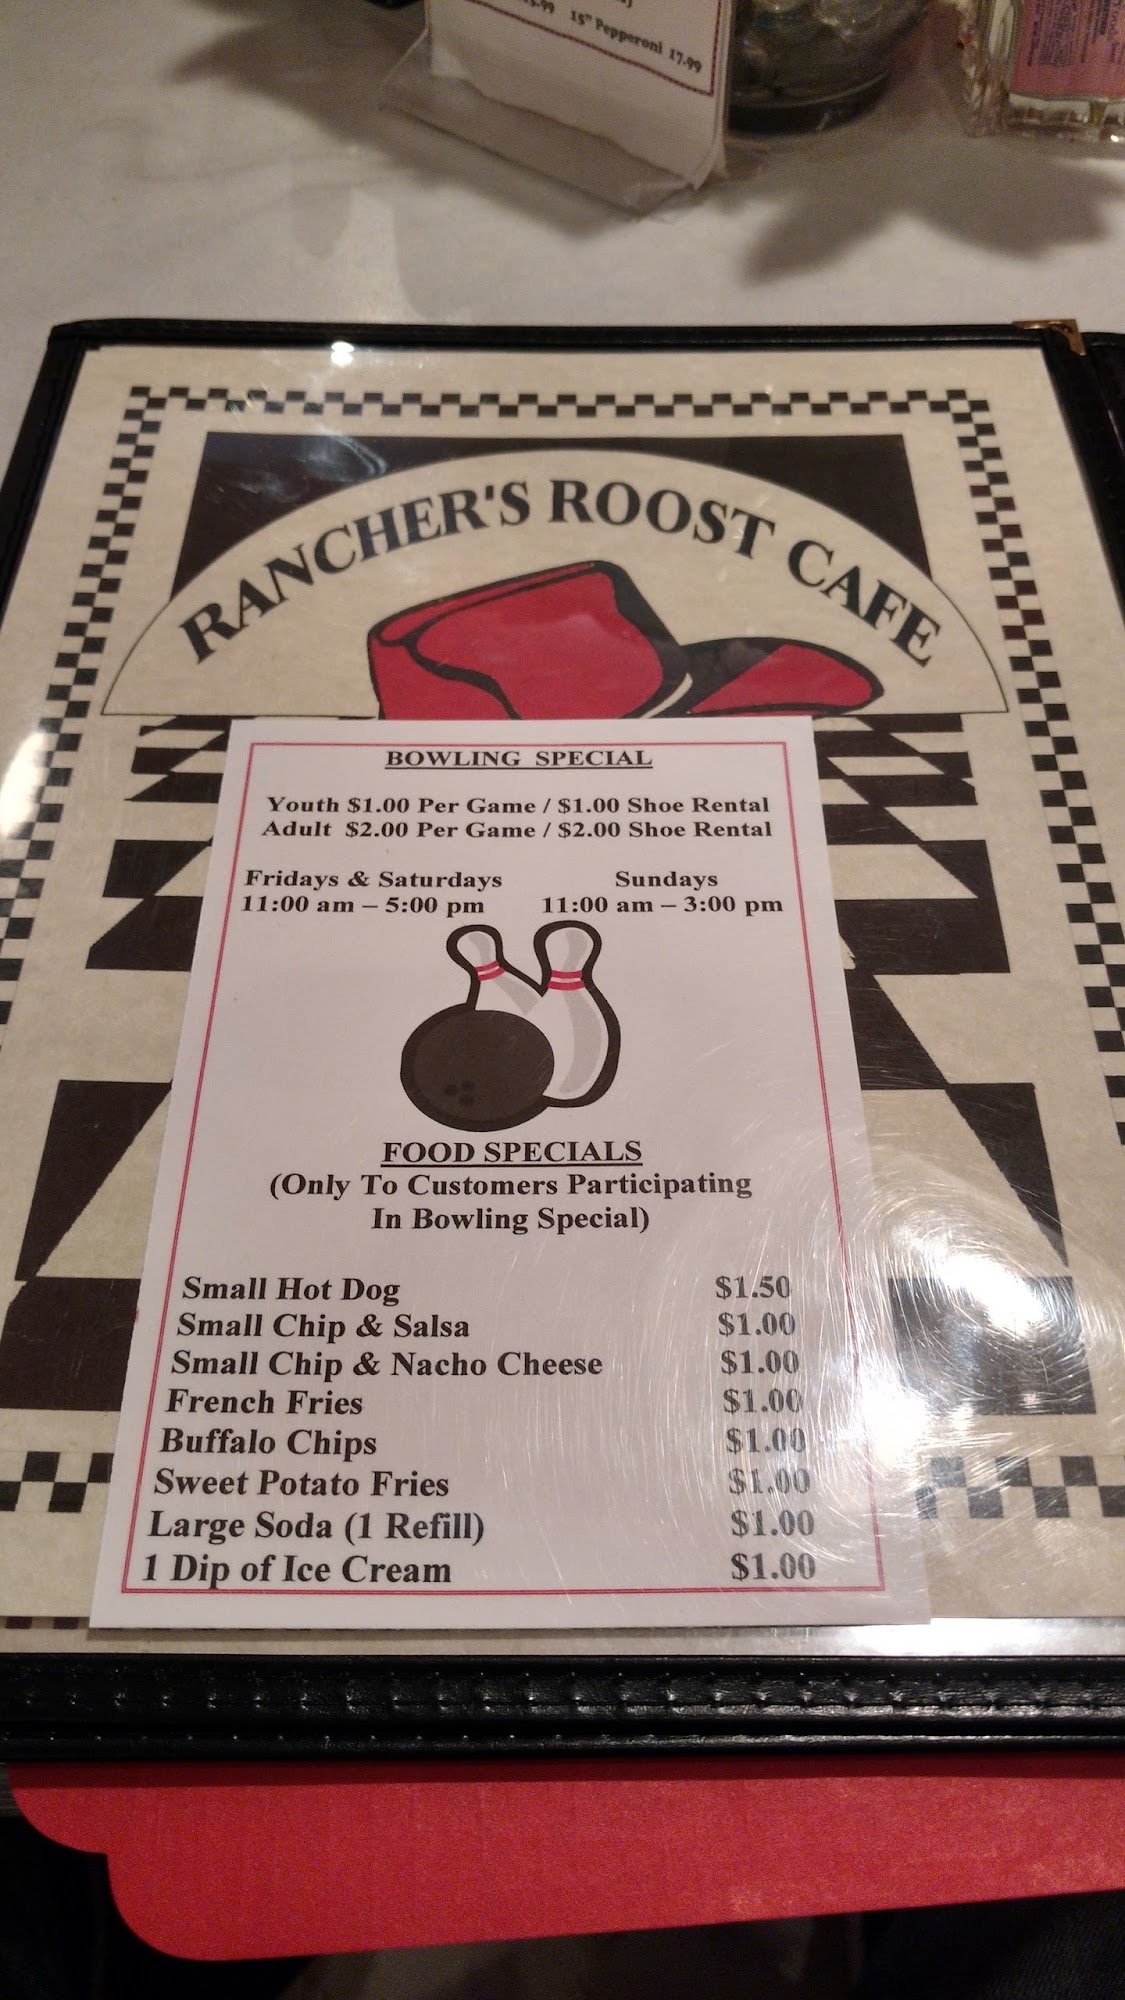 15" Pepperoni 17.99
RANCHER'S ROOST CAFE
BOWLING SPECIAL
Youth $1.00 Per Game / $1.00 Shoe Rental
Adult $2.00 Per Game / $2.00 Shoe Rental
Fridays & Saturdays Sundays
11:00 am – 5:00 pm 11:00 am – 3:00 pm
FOOD SPECIALS
(Only To Customers Participating
In Bowling Special)
Small Hot Dog $1.50
Small Chip & Salsa $1.00
Small Chip & Nacho Cheese $1.00
French Fries $1.00
Buffalo Chips $1.00
Sweet Potato Fries $1.00
Large Soda (1 Refill) $1.00
1 Dip of Ice Cream $1.00